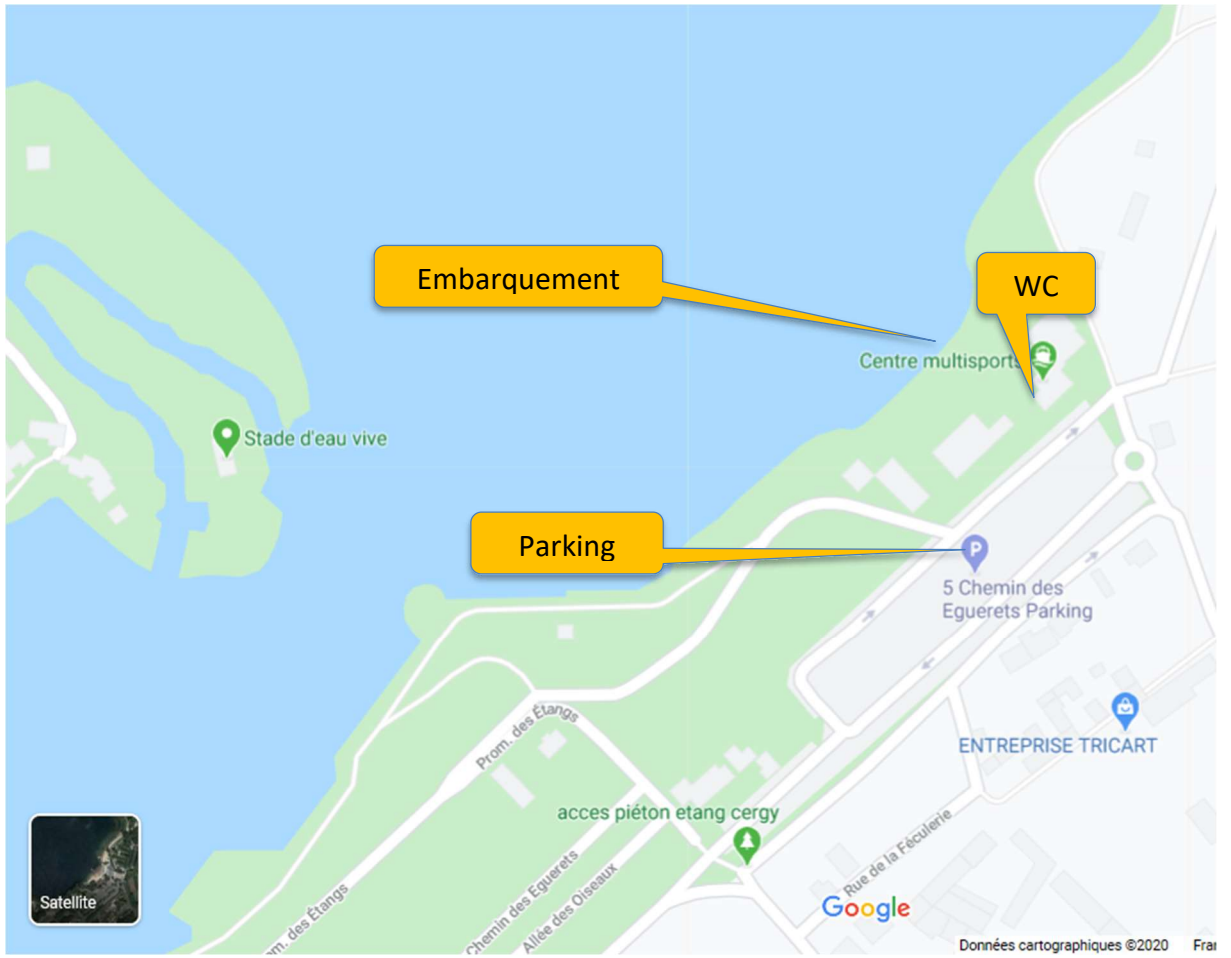 Embarquement
WC
Centre multisports
Stade d'eau vive
Parking
P
5 Chemin des
Eguerets Parking
Prom. des Étangs
ENTREPRISE TRICART
acces piéton etang cergy
Rue de la Féculerie
Satellite
m. des Étangs
Chemin des Eguerets
Allée des Oiseaux
Google
Données cartographiques ©2020 Fran